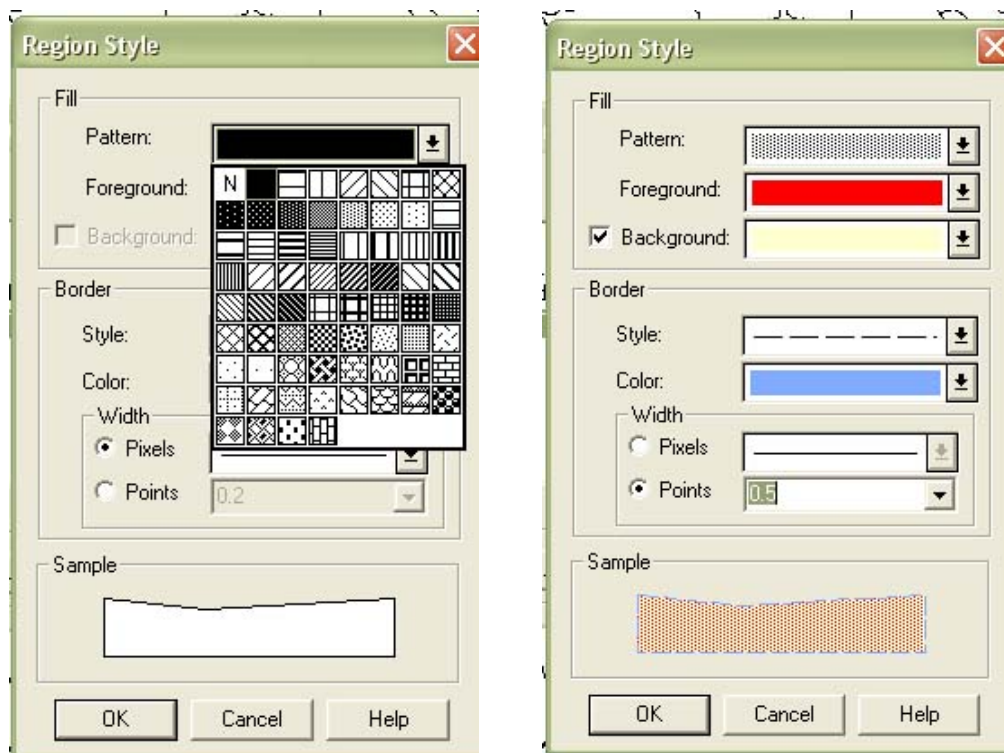 Region Style
Fill
Pattern:
Foreground:
N
Background:
Border
Style:
Color:
Width
Pixels
Points
0.2
Sample
OK
Cancel
Help
Region Style
Fill
Pattern:
Foreground:
Background:
Border
Style:
Color:
Width
Pixels
Points
0.5
Sample
OK
Cancel
Help